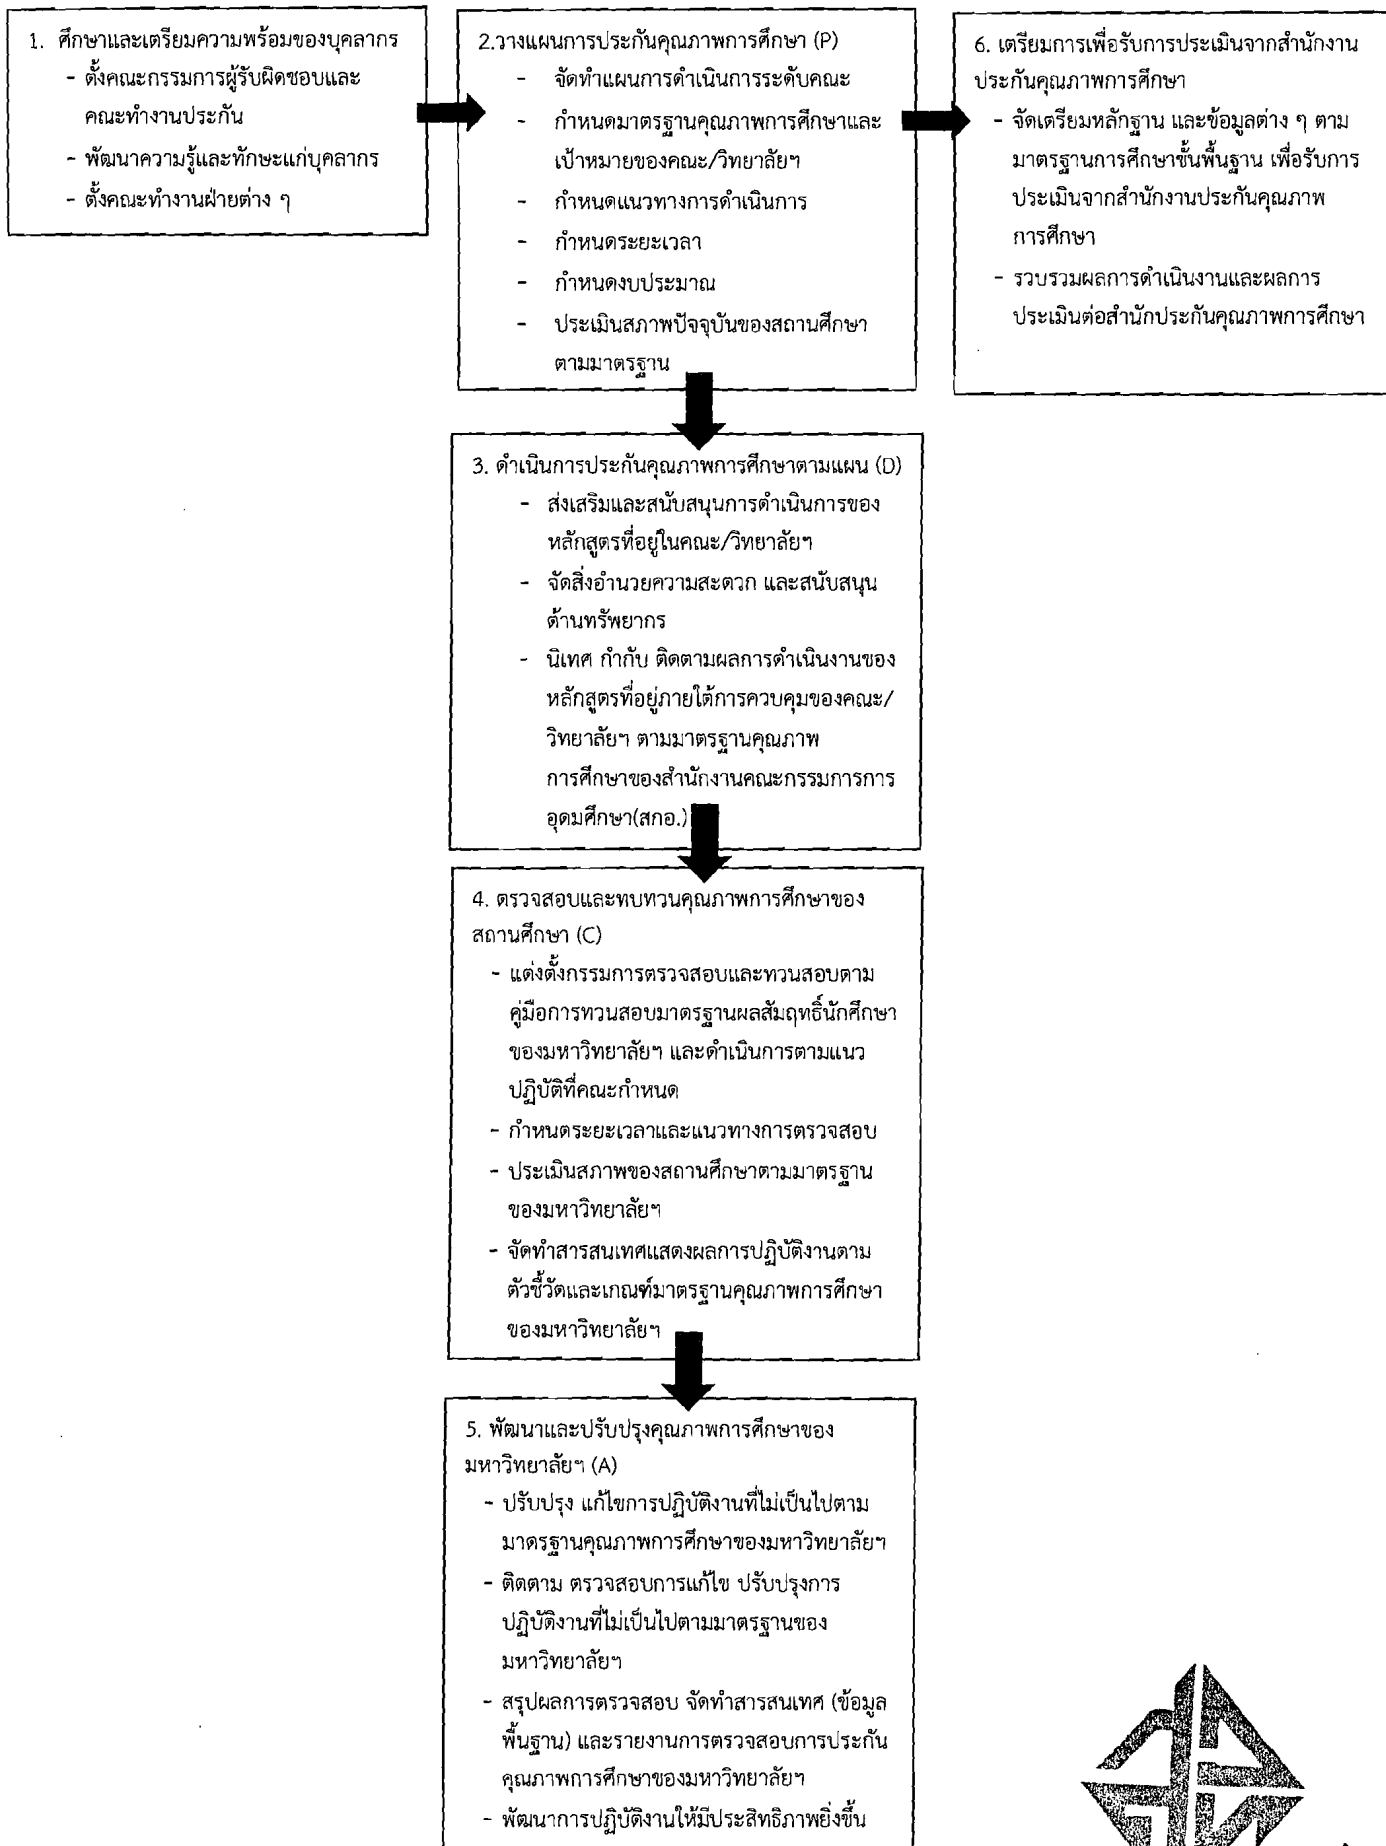 1. ศึกษาและเตรียมความพร้อมของบุคลากร
- ตั้งคณะกรรมการผู้รับผิดชอบและ
คณะทำงานประกัน
- พัฒนาความรู้และทักษะแก่บุคลากร
- ตั้งคณะทำงานฝ่ายต่าง ๆ
2.วางแผนการประกันคุณภาพการศึกษา (P)
- จัดทำแผนการดำเนินการระดับคณะ
- กำหนดมาตรฐานคุณภาพการศึกษาและ
เป้าหมายของคณะ/วิทยาลัยฯ
- กำหนดแนวทางการดำเนินการ
- กำหนดระยะเวลา
- กำหนดงบประมาณ
- ประเมินสภาพปัจจุบันของสถานศึกษา
ตามมาตรฐาน
6. เตรียมการเพื่อรับการประเมินจากสำนักงาน
ประกันคุณภาพการศึกษา
- จัดเตรียมหลักฐาน และข้อมูลต่าง ๆ ตาม
มาตรฐานการศึกษาขั้นพื้นฐาน เพื่อรับการ
ประเมินจากสำนักงานประกันคุณภาพ
การศึกษา
- รวบรวมผลการดำเนินงานและผลการ
ประเมินต่อสำนักประกันคุณภาพการศึกษา
3. ดำเนินการประกันคุณภาพการศึกษาตามแผน (D)
- ส่งเสริมและสนับสนุนการดำเนินการของ
หลักสูตรที่อยู่ในคณะ/วิทยาลัยฯ
- จัดสิ่งอำนวยความสะดวก และสนับสนุน
ด้านทรัพยากร
- นิเทศ กำกับ ติดตามผลการดำเนินงานของ
หลักสูตรที่อยู่ภายใต้การควบคุมของคณะ/
วิทยาลัยฯ ตามมาตรฐานคุณภาพ
การศึกษาของสำนักงานคณะกรรมการการ
อุดมศึกษา(สกอ.)
4. ตรวจสอบและทบทวนคุณภาพการศึกษาของ
สถานศึกษา (C)
- แต่งตั้งกรรมการตรวจสอบและทวนสอบตาม
คู่มือการทวนสอบมาตรฐานผลสัมฤทธิ์นักศึกษา
ของมหาวิทยาลัยฯ และดำเนินการตามแนว
ปฏิบัติที่คณะกำหนด
- กำหนดระยะเวลาและแนวทางการตรวจสอบ
- ประเมินสภาพของสถานศึกษาตามมาตรฐาน
ของมหาวิทยาลัยฯ
- จัดทำสารสนเทศแสดงผลการปฏิบัติงานตาม
ตัวชี้วัดและเกณฑ์มาตรฐานคุณภาพการศึกษา
ของมหาวิทยาลัยฯ
5. พัฒนาและปรับปรุงคุณภาพการศึกษาของ
มหาวิทยาลัยฯ (A)
- ปรับปรุง แก้ไขการปฏิบัติงานที่ไม่เป็นไปตาม
มาตรฐานคุณภาพการศึกษาของมหาวิทยาลัยฯ
- ติดตาม ตรวจสอบการแก้ไข ปรับปรุงการ
ปฏิบัติงานที่ไม่เป็นไปตามมาตรฐานของ
มหาวิทยาลัยฯ
- สรุปผลการตรวจสอบ จัดทำสารสนเทศ (ข้อมูล
พื้นฐาน) และรายงานการตรวจสอบการประกัน
คุณภาพการศึกษาของมหาวิทยาลัยฯ
- พัฒนาการปฏิบัติงานให้มีประสิทธิภาพยิ่งขึ้น